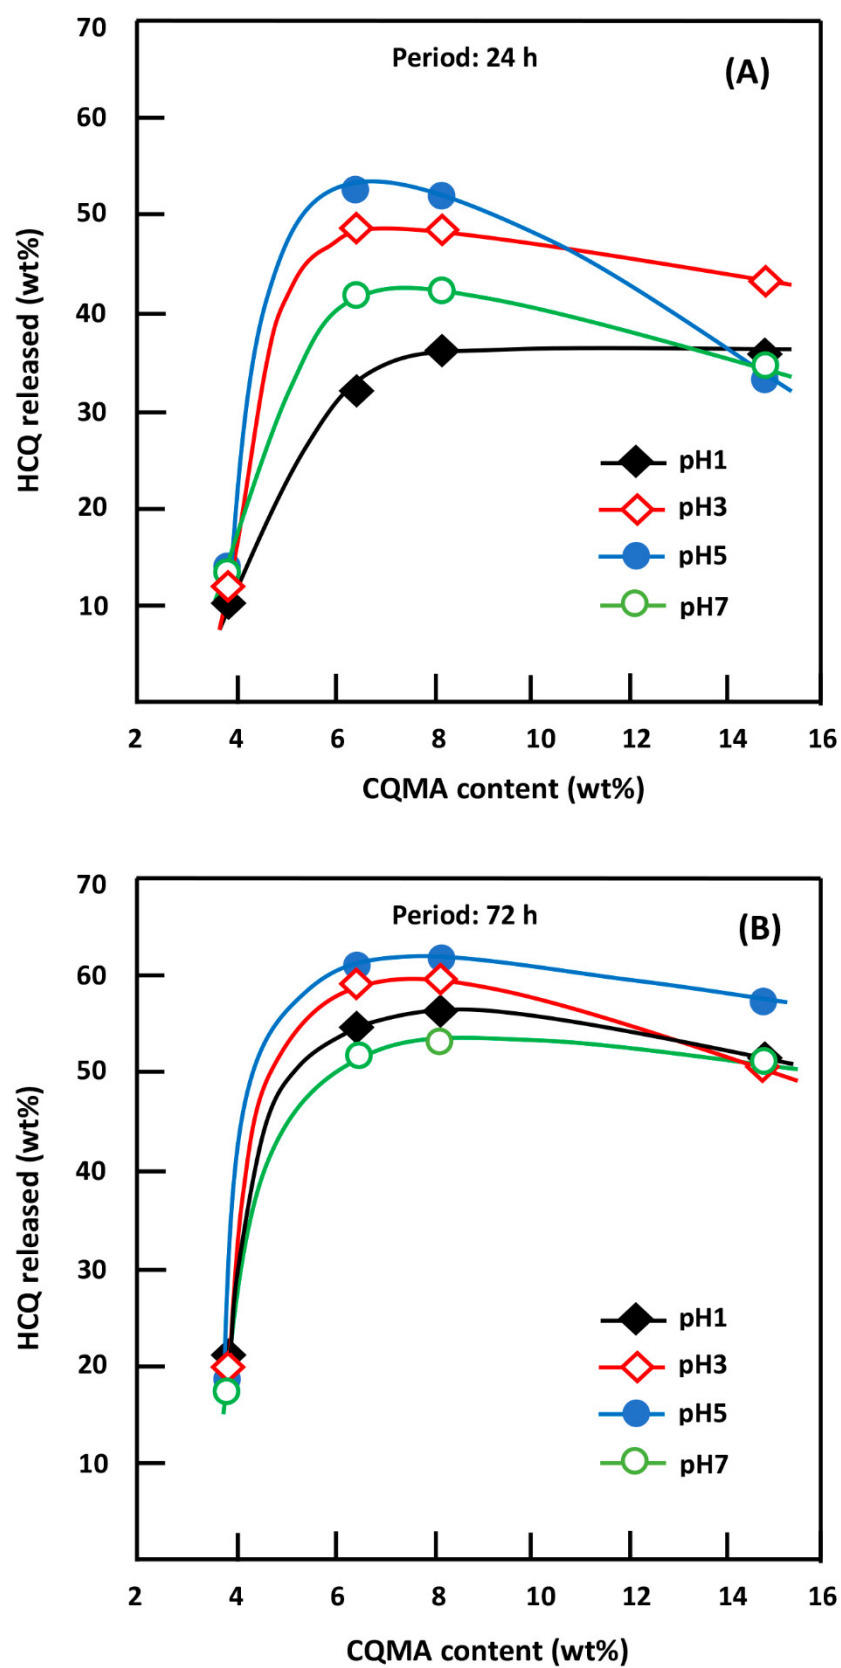 70
Period: 24 h
(A)
60
50
40
30
20
10
HCQ released (wt%)
pH1
pH3
pH5
pH7
2 4 6 8 10 12 14 16
CQMA content (wt%)
70
Period: 72 h
(B)
60
50
40
30
20
10
HCQ released (wt%)
pH1
pH3
pH5
pH7
2 4 6 8 10 12 14 16
CQMA content (wt%)